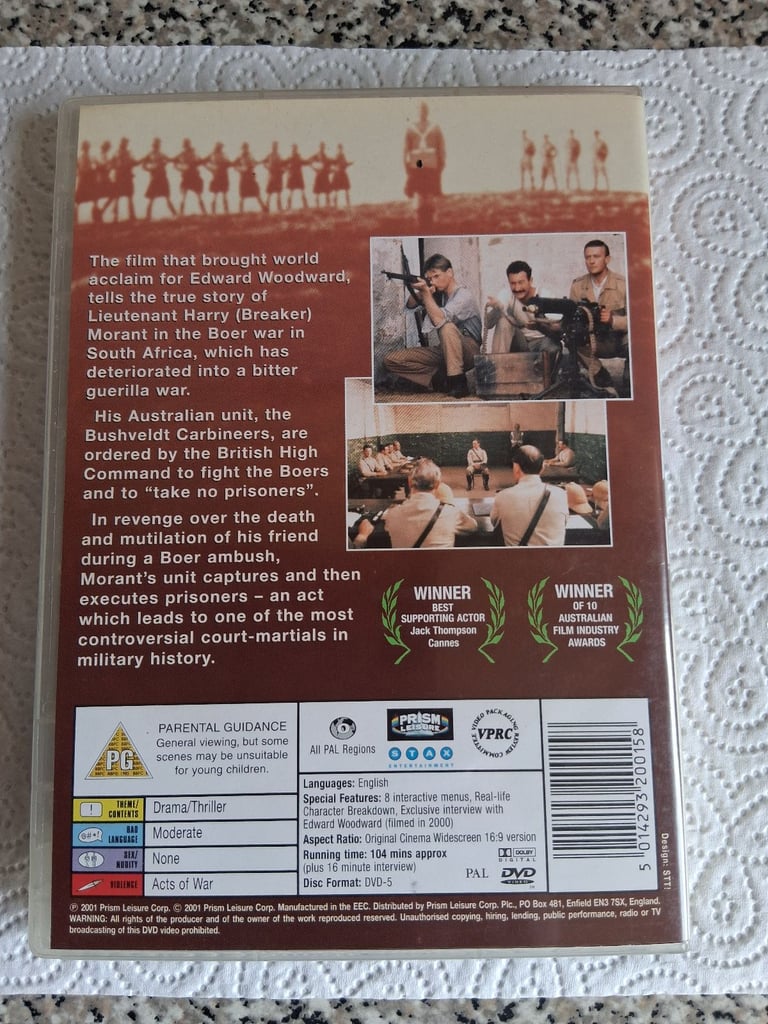 The film that brought world
acclaim for Edward Woodward,
tells the true story of
Lieutenant Harry (Breaker)
Morant in the Boer war in
South Africa, which has
deteriorated into a bitter
guerilla war.
His Australian unit, the
Bushveldt Carbineers, are
ordered by the British High
Command to fight the Boers
and to “take no prisoners”.
In revenge over the death
and mutilation of his friend
during a Boer ambush,
Morant's unit captures and then
executes prisoners – an act
which leads to one of the most
controversial court-martials in
military history.
WINNER
BEST
SUPPORTING ACTOR
Jack Thompson
Cannes
WINNER
OF 10
AUSTRALIAN
FILM INDUSTRY
AWARDS
PG
PARENTAL GUIDANCE
General viewing, but some
scenes may be unsuitable
for young children.
THEME/
CONTENTS
Drama/Thriller
BAD
LANGUAGE
Moderate
SEX/
NUDITY
None
VIOLENCE
Acts of War
6
All PAL Regions
PRISM
LEISURE
STAX
ENTERTAINMENT
VIDEO PACKAGING
REVIEW COMMITTEE
VPRC
Languages: English
Special Features: 8 interactive menus, Real-life
Character Breakdown, Exclusive interview with
Edward Woodward (filmed in 2000)
Aspect Ratio: Original Cinema Widescreen 16:9 version
Running time: 104 mins approx
(plus 16 minute interview)
Disc Format: DVD-5
DOLBY
DIGITAL
PAL
DVD
VIDEO
5 014293 200158
Design: STT!
℗ 2001 Prism Leisure Corp. © 2001 Prism Leisure Corp. Manufactured in the EEC. Distributed by Prism Leisure Corp. Plc., PO Box 481, Enfield EN3 7SX, England.
WARNING: All rights of the producer and of the owner of the work reproduced reserved. Unauthorised copying, hiring, lending, public performance, radio or TV
broadcasting of this DVD video prohibited.